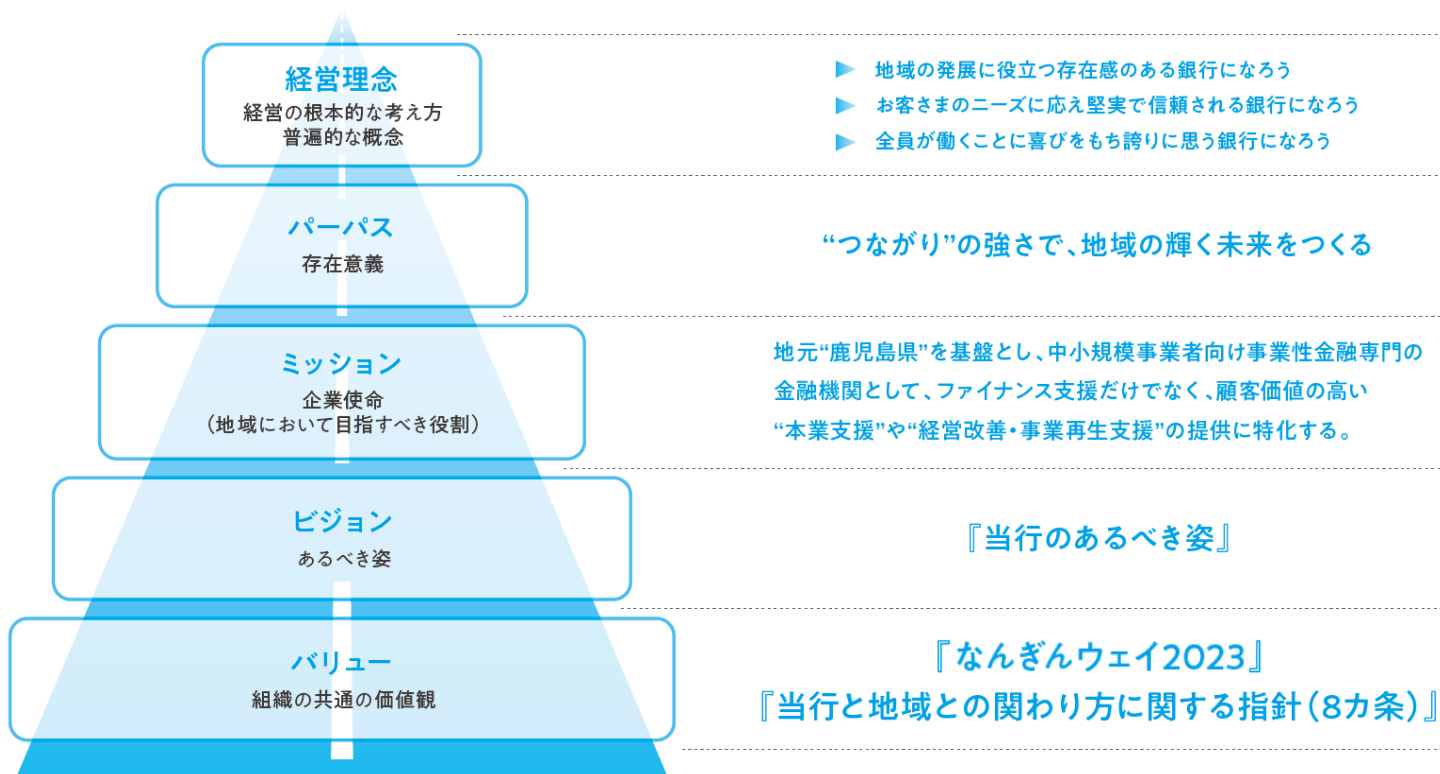 経営理念
経営の根本的な考え方
普遍的な概念
地域の発展に役立つ存在感のある銀行になろう
お客さまのニーズに応え堅実で信頼される銀行になろう
全員が働くことに喜びをもち誇りに思う銀行になろう
パーパス
存在意義
“つながり”の強さで、地域の輝く未来をつくる
ミッション
企業使命
（地域において目指すべき役割）
地元“鹿児島県”を基盤とし、中小規模事業者向け事業性金融専門の
金融機関として、ファイナンス支援だけでなく、顧客価値の高い
“本業支援”や“経営改善・事業再生支援”の提供に特化する。
ビジョン
あるべき姿
『当行のあるべき姿』
バリュー
組織の共通の価値観
『なんぎんウェイ2023』
『当行と地域との関わり方に関する指針（8カ条）』